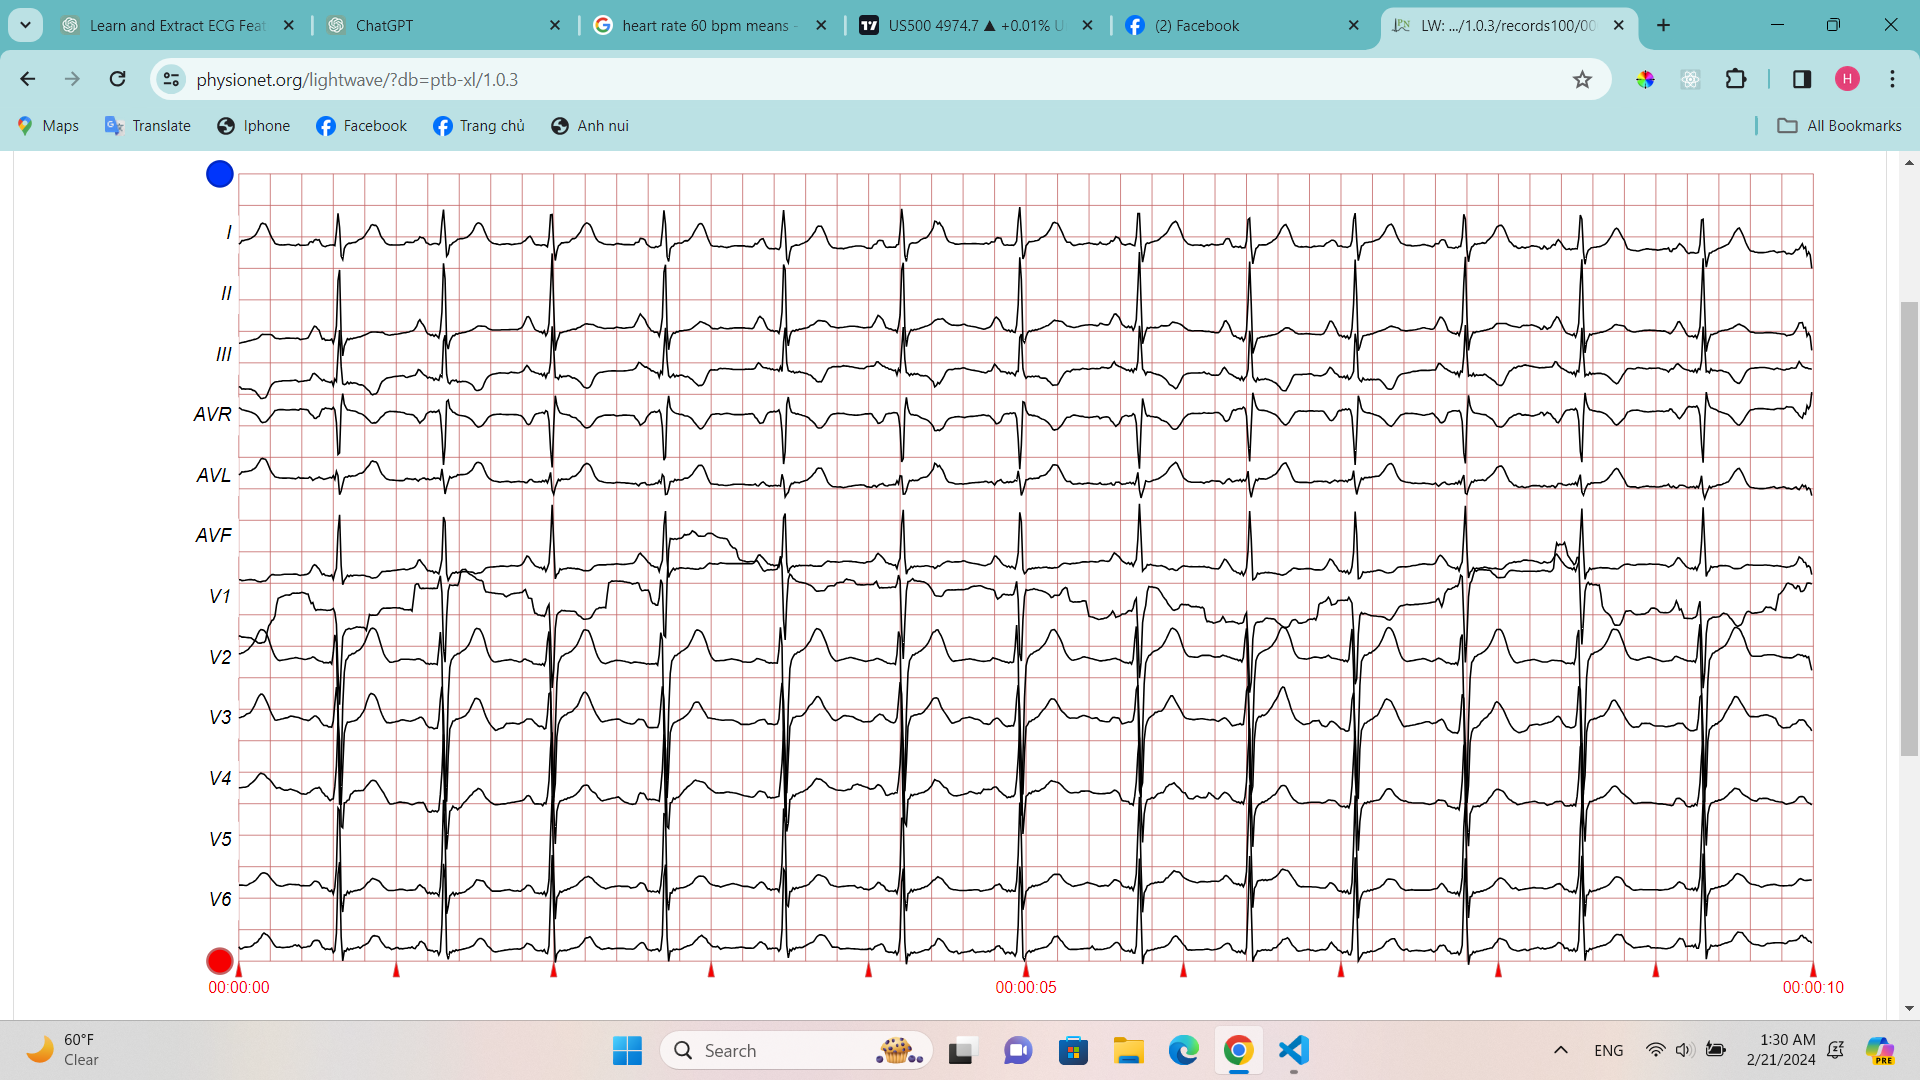 Learn and Extract ECG Feat
ChatGPT
heart rate 60 bpm means -
US500 4974.7 ▲ +0.01% U
(2) Facebook
LW: .../1.0.3/records100/00
physionet.org/lightwave/?db=ptb-xl/1.0.3
H
Maps
Translate
Iphone
Facebook
Trang chủ
Anh nui
All Bookmarks
I
II
III
AVR
AVL
AVF
V1
V2
V3
V4
V5
V6
00:00:00
00:00:05
00:00:10
60°F
Clear
Search
ENG
1:30 AM
2/21/2024
PRE